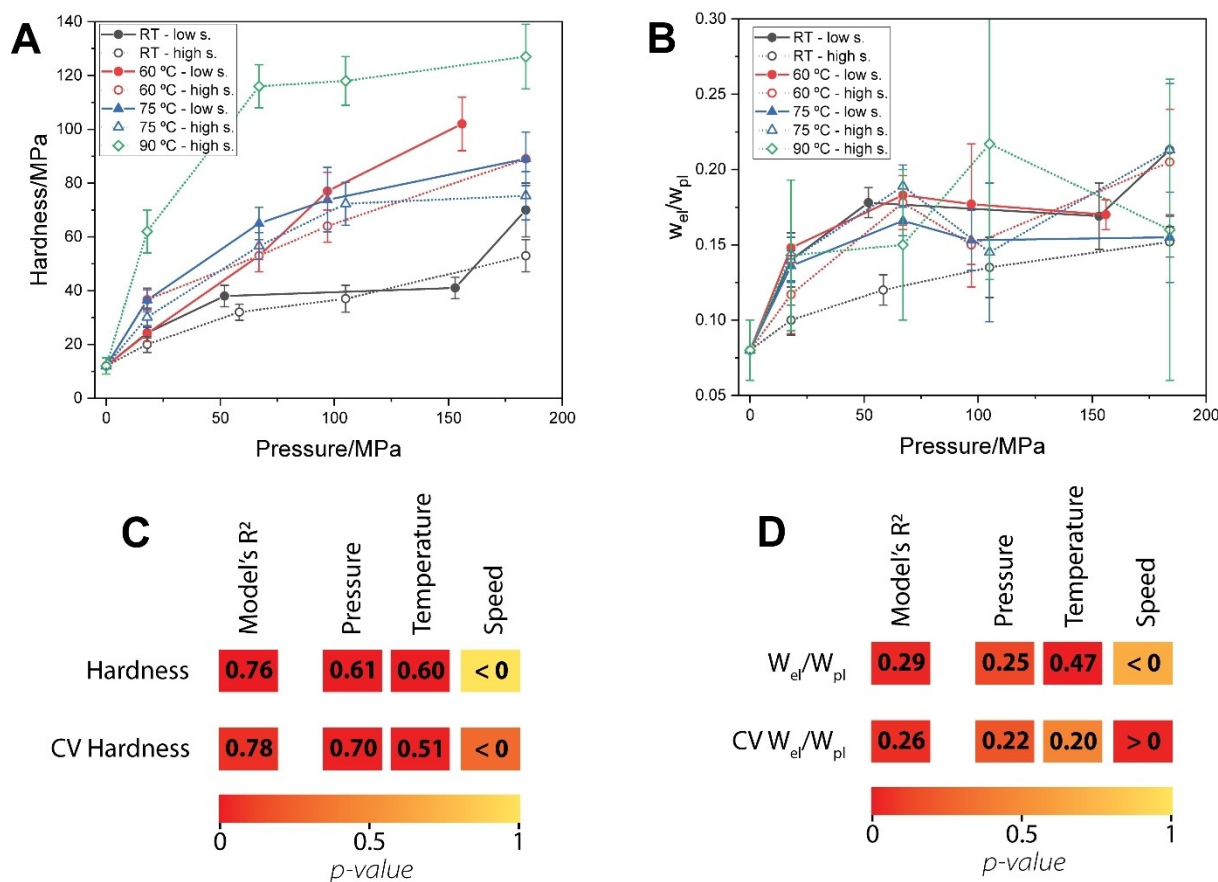 A
Hardness/MPa
140
120
100
80
60
40
20
0
RT - low s.
RT - high s.
60 ºC - low s.
60 ºC - high s.
75 ºC - low s.
75 ºC - high s.
90 ºC - high s.
0 50 100 150 200
Pressure/MPa
B
w_el/w_pl
0.30
0.25
0.20
0.15
0.10
0.05
RT - low s.
RT - high s.
60 ºC - low s.
60 ºC - high s.
75 ºC - low s.
75 ºC - high s.
90 ºC - high s.
0 50 100 150 200
Pressure/MPa
C
Model's R²
Pressure
Temperature
Speed
Hardness 0.76 0.61 0.60 < 0
CV Hardness 0.78 0.70 0.51 < 0
0 0.5 1
p-value
D
Model's R²
Pressure
Temperature
Speed
W_el/W_pl 0.29 0.25 0.47 < 0
CV W_el/W_pl 0.26 0.22 0.20 > 0
0 0.5 1
p-value